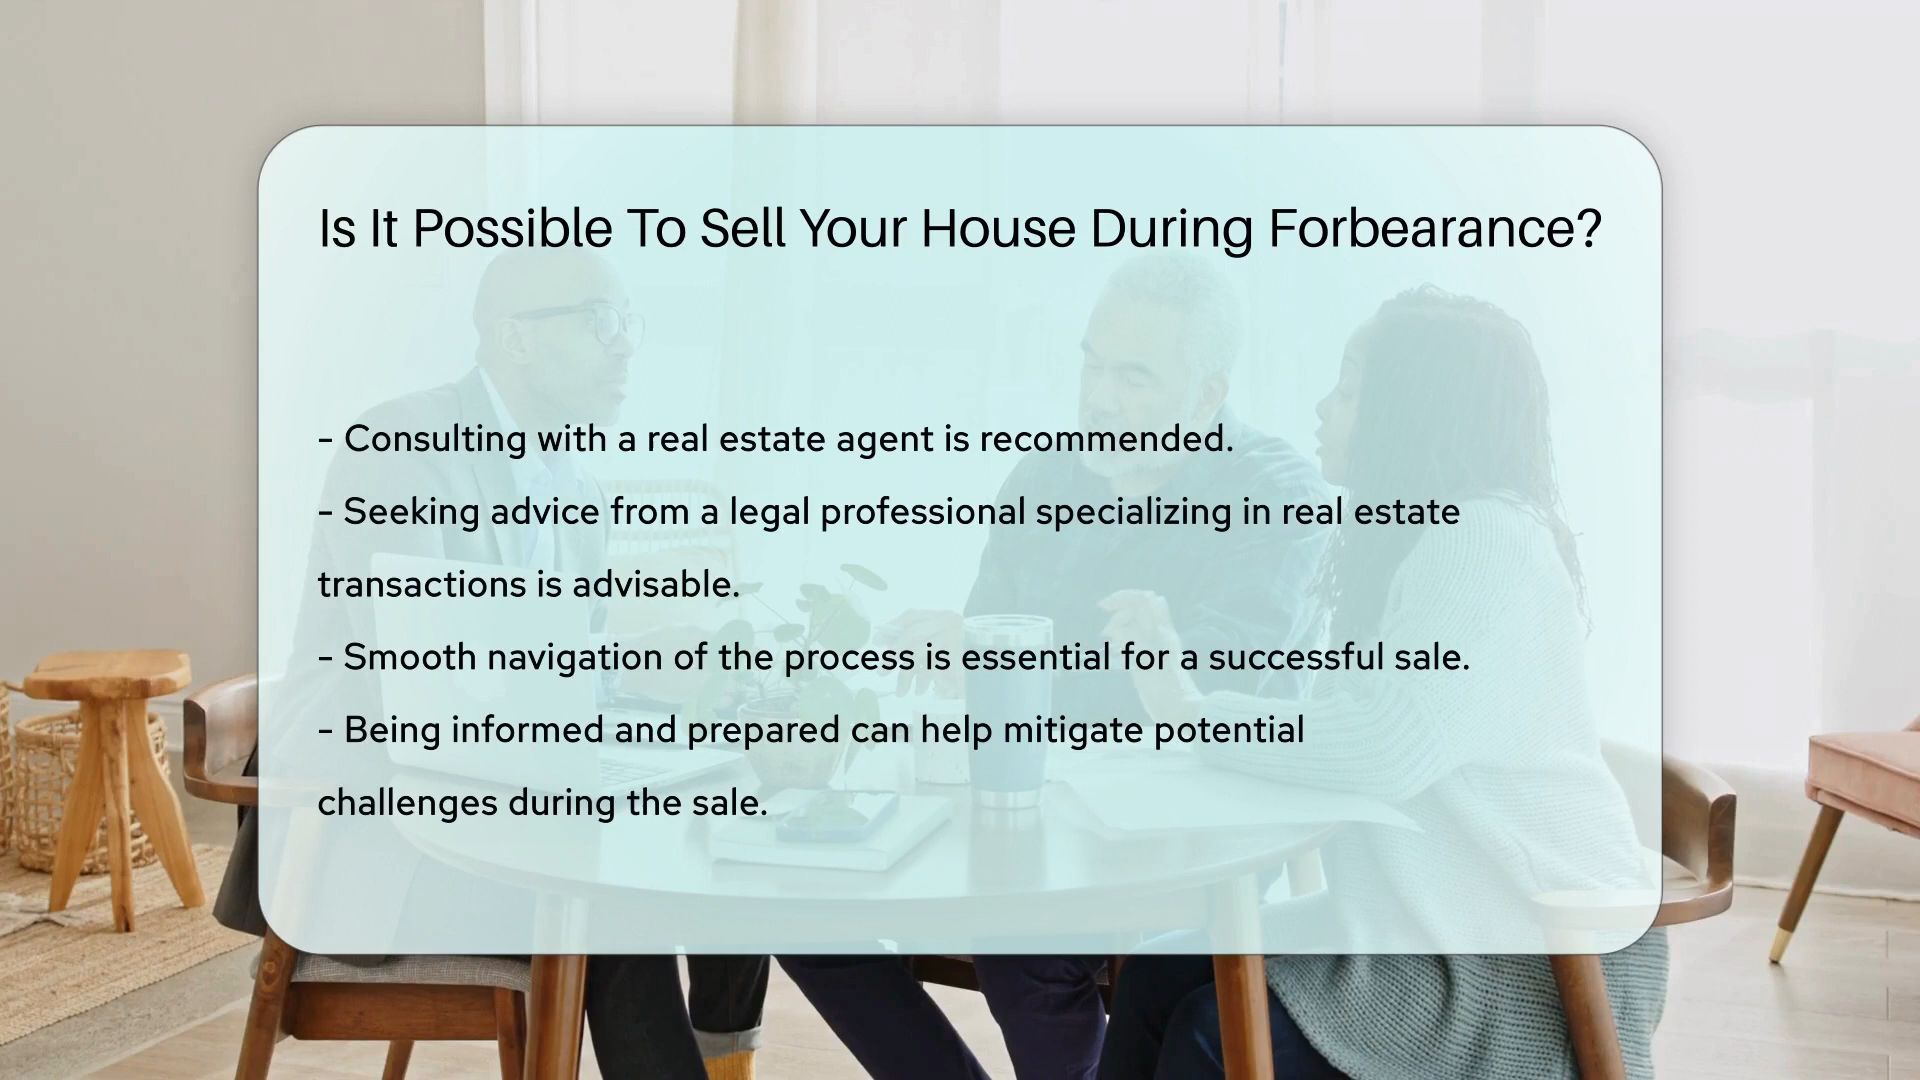 Is It Possible To Sell Your House During Forbearance?
- Consulting with a real estate agent is recommended.
- Seeking advice from a legal professional specializing in real estate
transactions is advisable.
- Smooth navigation of the process is essential for a successful sale.
- Being informed and prepared can help mitigate potential
challenges during the sale.